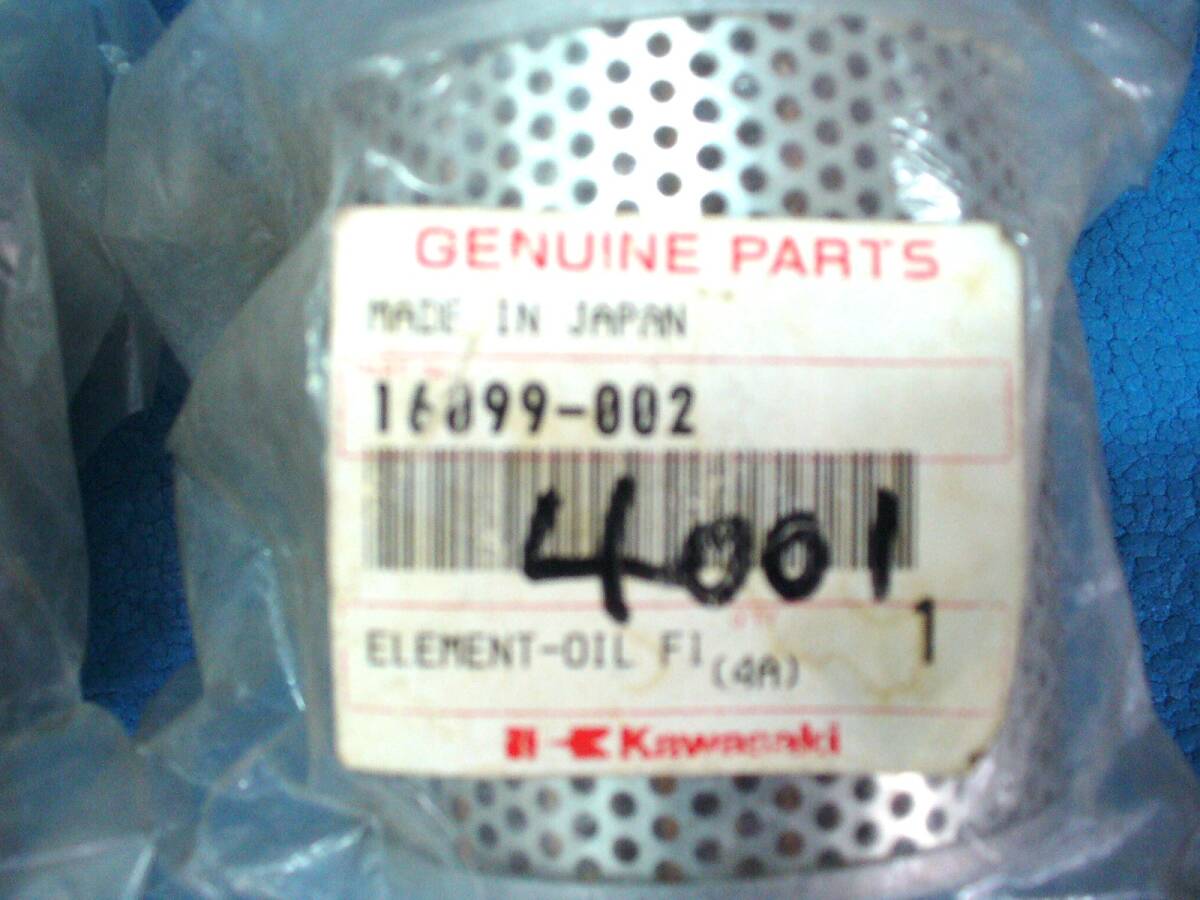 GENUINE PARTS
MADE IN JAPAN
16099-002
4001
1
ELEMENT-OIL FI (4A)
Kawasaki